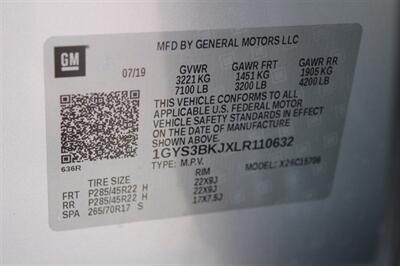 GM
MFD BY GENERAL MOTORS LLC
07/19 GVWR GAWR FRT GAWR RR
3221 KG 1451 KG 1905 KG
7100 LB 3200 LB 4200 LB
THIS VEHICLE CONFORMS TO ALL
APPLICABLE U.S. FEDERAL MOTOR
VEHICLE SAFETY STANDARDS IN EFFECT
ON THE DATE OF MANUFACTURE
SHOWN ABOVE.
636R 1GYS3BKJXLR110632
TYPE: M.P.V. MODEL: X26C15706
TIRE SIZE RIM
FRT P285/45R22 H 22X9J
RR P285/45R22 H 22X9J
SPA 265/70R17 S 17X7.5J